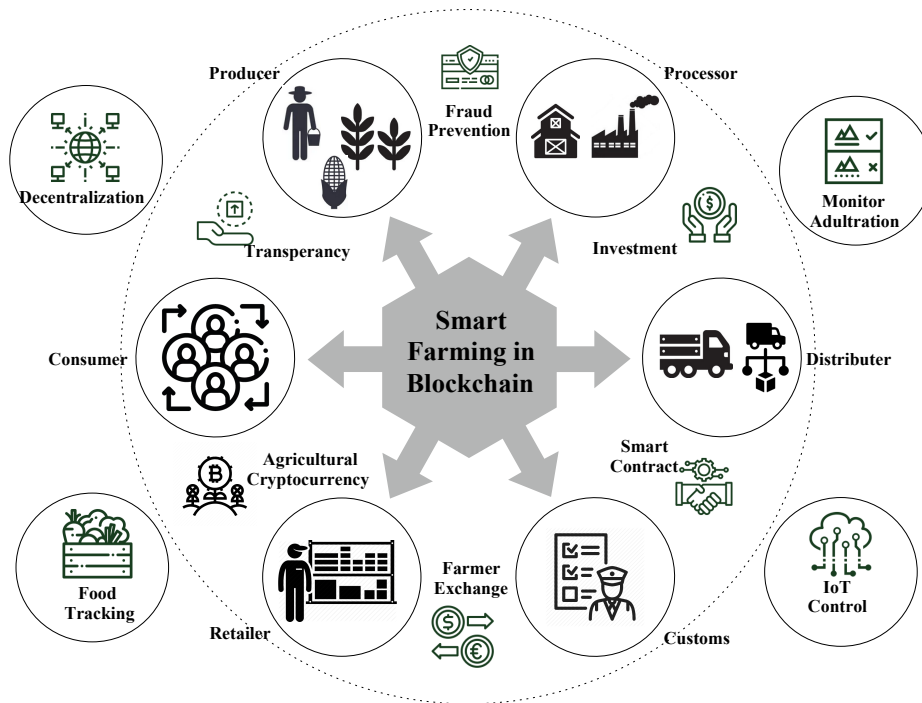 Producer
Processor
Fraud
Prevention
Decentralization
Monitor
Adultration
Transperancy
Investment
Smart
Farming in
Blockchain
Consumer
Distributer
Agricultural
Cryptocurrency
Smart
Contract
Food
Tracking
Farmer
Exchange
IoT
Control
Retailer
Customs